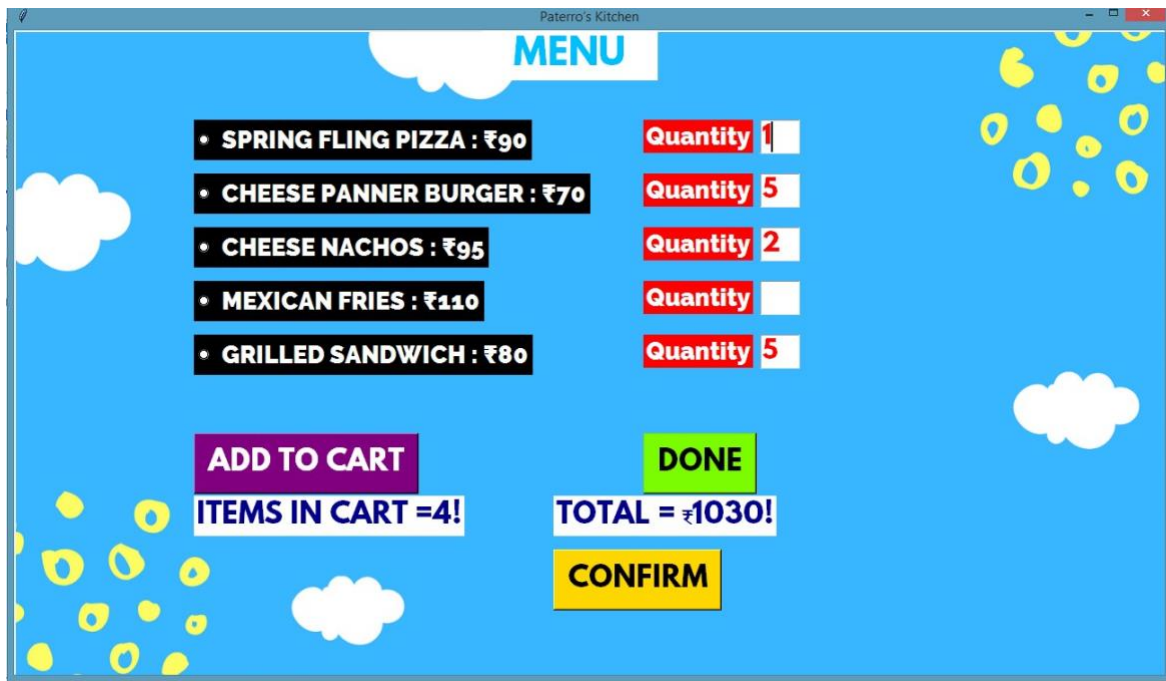 Paterro's Kitchen
MENU
SPRING FLING PIZZA : ₹90 Quantity 1
CHEESE PANNER BURGER : ₹70 Quantity 5
CHEESE NACHOS : ₹95 Quantity 2
MEXICAN FRIES : ₹110 Quantity
GRILLED SANDWICH : ₹80 Quantity 5
ADD TO CART DONE
ITEMS IN CART =4! TOTAL = ₹1030!
CONFIRM